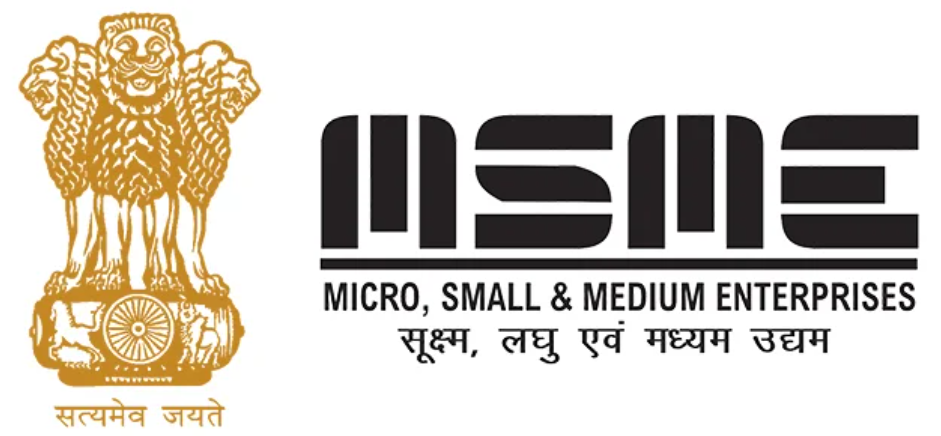 सत्यमेव जयते
MSME
MICRO, SMALL & MEDIUM ENTERPRISES
सूक्ष्म, लघु एवं मध्यम उद्यम